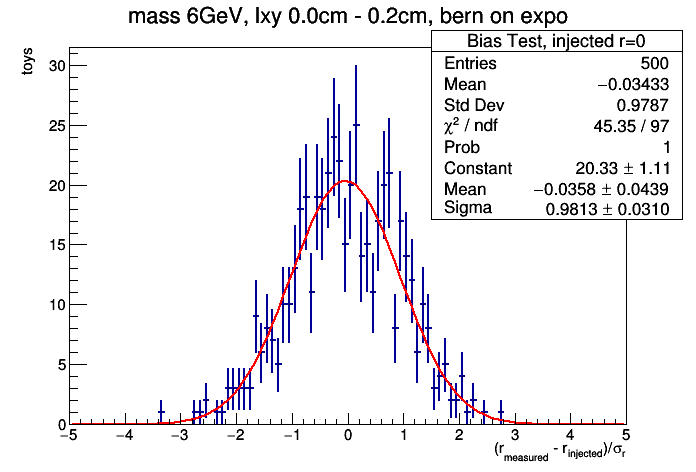 mass 6GeV, lxy 0.0cm - 0.2cm, bern on expo
toys
Bias Test, injected r=0
Entries 500
Mean −0.03433
Std Dev 0.9787
χ² / ndf 45.35 / 97
Prob 1
Constant 20.33 ± 1.11
Mean −0.0358 ± 0.0439
Sigma 0.9813 ± 0.0310
30
25
20
15
10
5
0
−5 −4 −3 −2 −1 0 1 2 3 4 5
(r_measured - r_injected)/σ_r